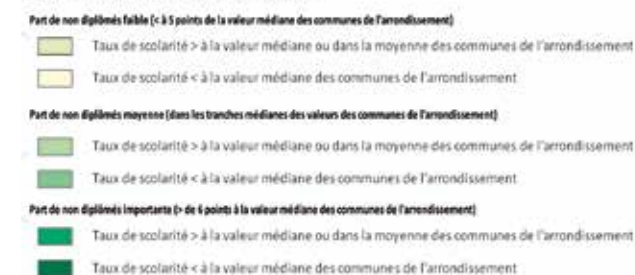 Part de non diplômés faible (< à 5 points de la valeur médiane des communes de l'arrondissement)
Taux de scolarité > à la valeur médiane ou dans la moyenne des communes de l'arrondissement
Taux de scolarité < à la valeur médiane des communes de l'arrondissement
Part de non diplômés moyenne (dans les tranches médianes des valeurs des communes de l'arrondissement)
Taux de scolarité > à la valeur médiane ou dans la moyenne des communes de l'arrondissement
Taux de scolarité < à la valeur médiane des communes de l'arrondissement
Part de non diplômés importante (> de 6 points à la valeur médiane des communes de l'arrondissement)
Taux de scolarité > à la valeur médiane ou dans la moyenne des communes de l'arrondissement
Taux de scolarité < à la valeur médiane des communes de l'arrondissement